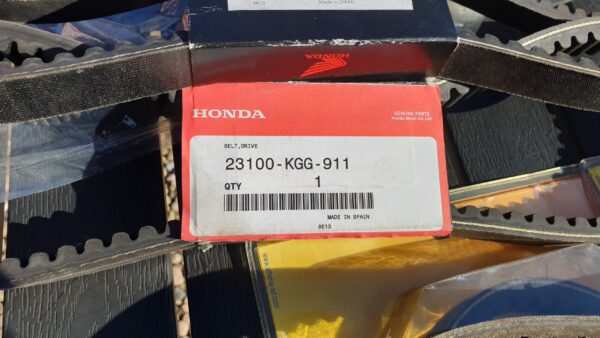 Made in JAPAN
HONDA
HONDA
GENUINE PARTS
Honda Motor Co., Ltd.
BELT, DRIVE
23100-KGG-911
QTY 1
MADE IN SPAIN